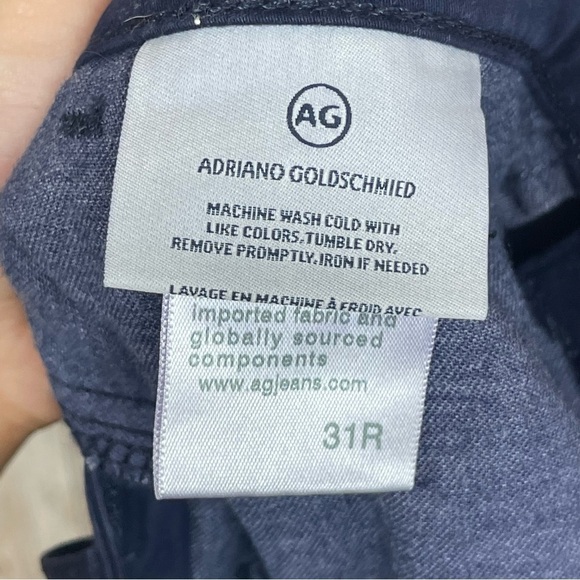 AG
ADRIANO GOLDSCHMIED
MACHINE WASH COLD WITH
LIKE COLORS. TUMBLE DRY.
REMOVE PROMPTLY. IRON IF NEEDED
LAVAGE EN MACHINE À FROID AVEC
imported fabric and
globally sourced
components
www.agjeans.com
31R